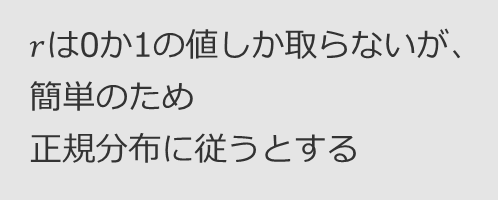 rは0か1の値しか取らないが、
簡単のため
正規分布に従うとする